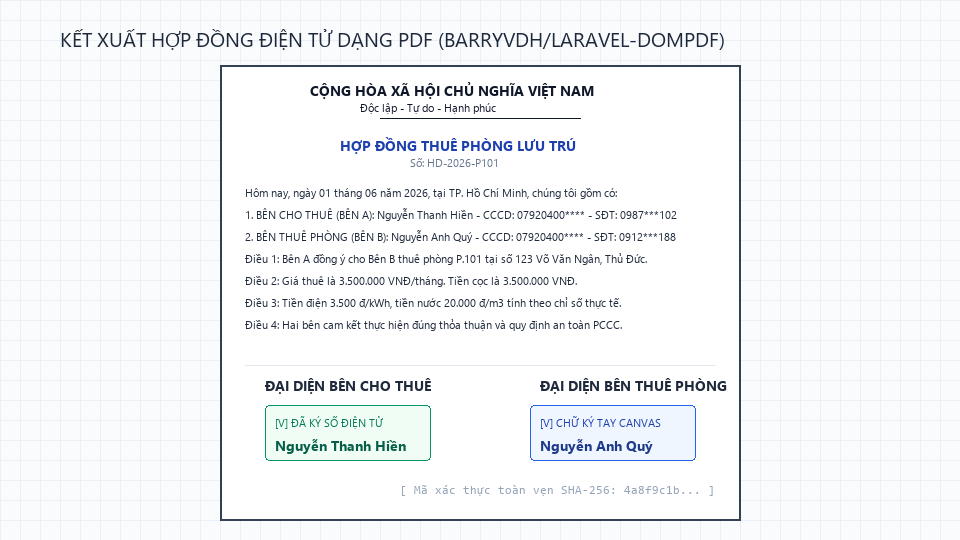 KẾT XUẤT HỢP ĐỒNG ĐIỆN TỬ DẠNG PDF (BARRYVDH/LARAVEL-DOMPDF)
CỘNG HÒA XÃ HỘI CHỦ NGHĨA VIỆT NAM
Độc lập - Tự do - Hạnh phúc
HỢP ĐỒNG THUÊ PHÒNG LƯU TRÚ
Số: HD-2026-P101
Hôm nay, ngày 01 tháng 06 năm 2026, tại TP. Hồ Chí Minh, chúng tôi gồm có:
1. BÊN CHO THUÊ (BÊN A): Nguyễn Thanh Hiền - CCCD: 07920400**** - SĐT: 0987***102
2. BÊN THUÊ PHÒNG (BÊN B): Nguyễn Anh Quý - CCCD: 07920400**** - SĐT: 0912***188
Điều 1: Bên A đồng ý cho Bên B thuê phòng P.101 tại số 123 Võ Văn Ngân, Thủ Đức.
Điều 2: Giá thuê là 3.500.000 VNĐ/tháng. Tiền cọc là 3.500.000 VNĐ.
Điều 3: Tiền điện 3.500 đ/kWh, tiền nước 20.000 đ/m3 tính theo chỉ số thực tế.
Điều 4: Hai bên cam kết thực hiện đúng thỏa thuận và quy định an toàn PCCC.
ĐẠI DIỆN BÊN CHO THUÊ
ĐẠI DIỆN BÊN THUÊ PHÒNG
[V] ĐÃ KÝ SỐ ĐIỆN TỬ
[V] CHỮ KÝ TAY CANVAS
Nguyễn Thanh Hiền
Nguyễn Anh Quý
[ Mã xác thực toàn vẹn SHA-256: 4a8f9c1b... ]